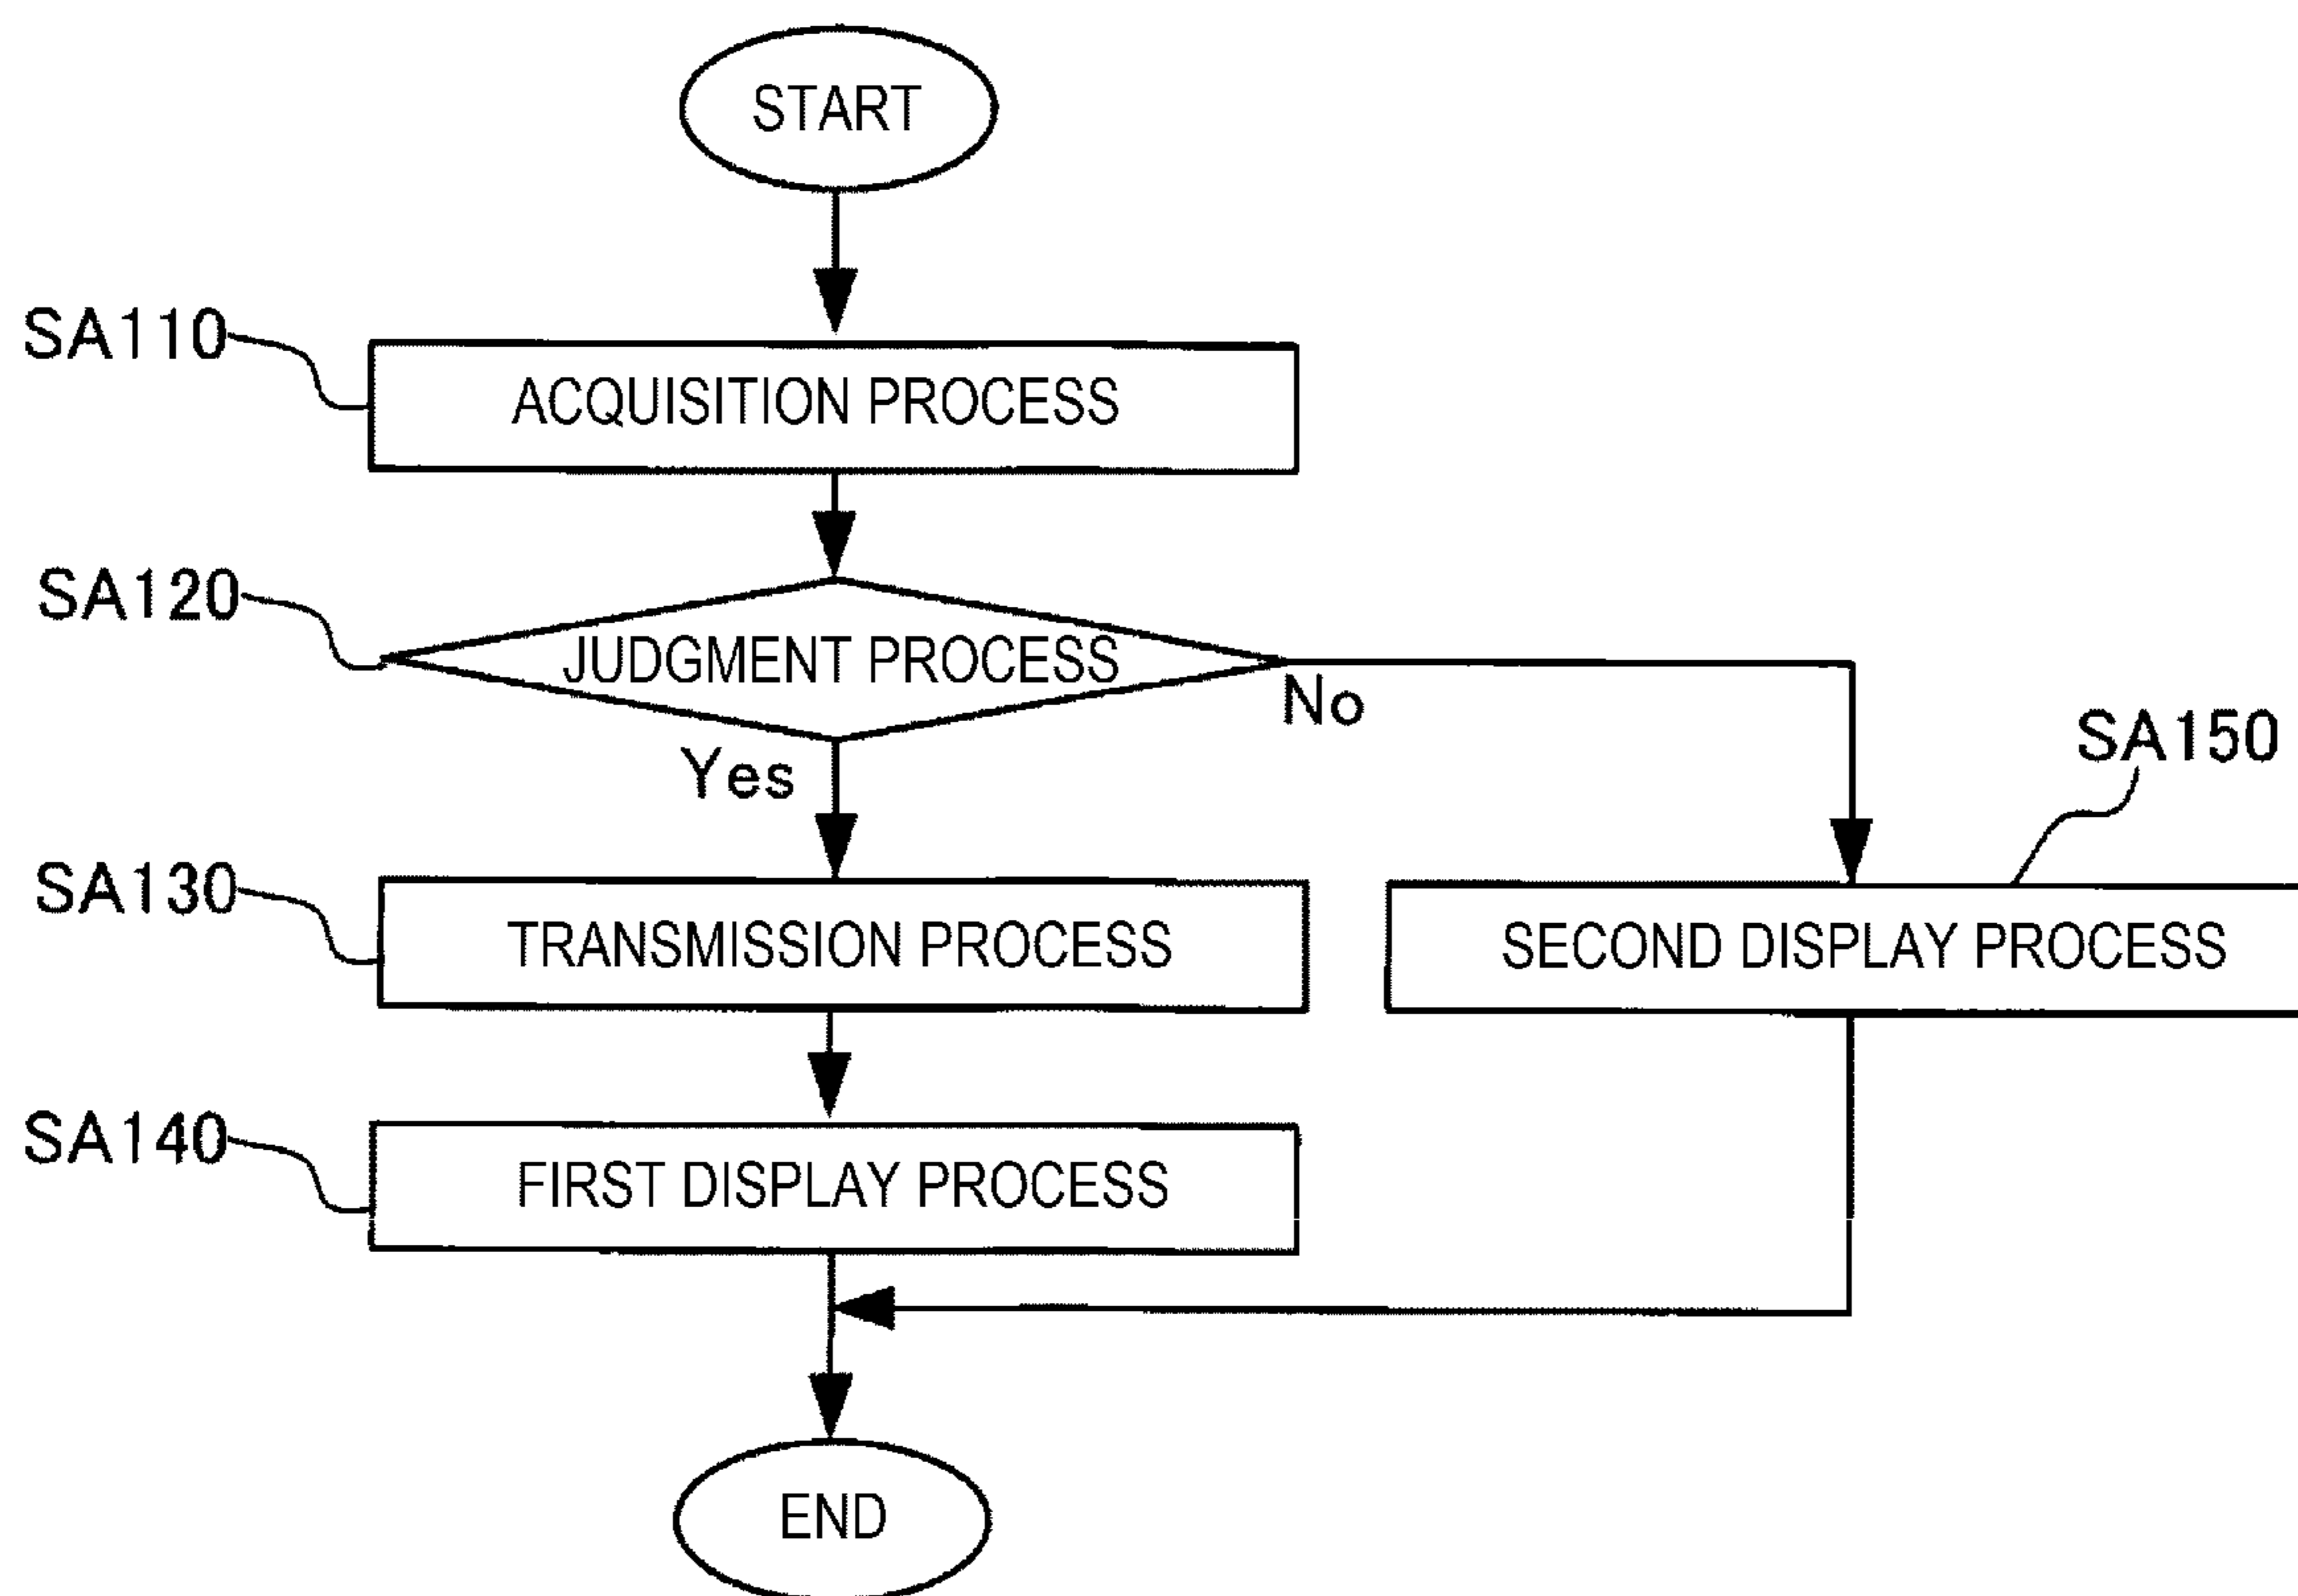 START
SA110
ACQUISITION PROCESS
SA120
JUDGMENT PROCESS
No
Yes
SA150
SA130
TRANSMISSION PROCESS
SECOND DISPLAY PROCESS
SA140
FIRST DISPLAY PROCESS
END